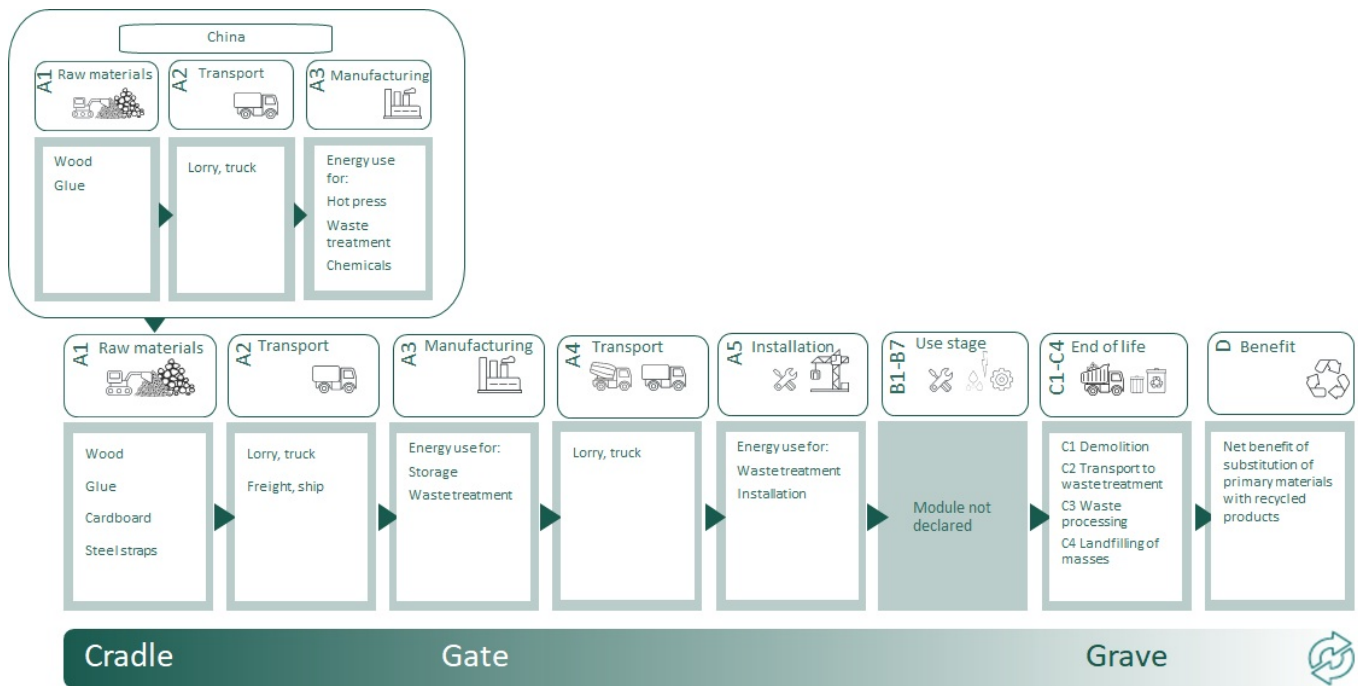 China
A1 Raw materials
A2 Transport
A3 Manufacturing
Wood
Glue
Lorry, truck
Energy use
for:
Hot press
Waste
treatment
Chemicals
A1 Raw materials
A2 Transport
A3 Manufacturing
A4 Transport
A5 Installation
B1-B7 Use stage
C1-C4 End of life
D Benefit
Wood
Glue
Cardboard
Steel straps
Lorry, truck
Freight, ship
Energy use for:
Storage
Waste treatment
Lorry, truck
Energy use for:
Waste treatment
Installation
Module not
declared
C1 Demolition
C2 Transport to
waste treatment
C3 Waste
processing
C4 Landfilling of
masses
Net benefit of
substitution of
primary materials
with recycled
products
Cradle
Gate
Grave